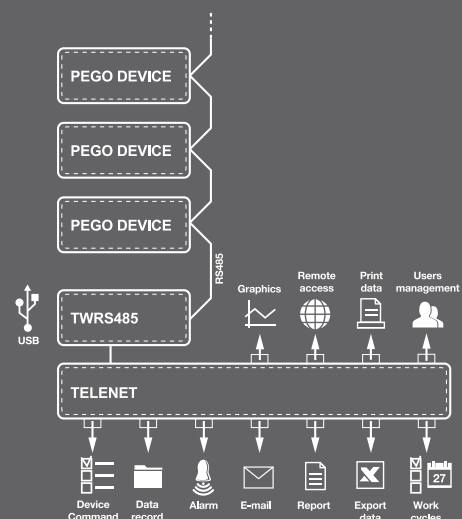 PEGO DEVICE
PEGO DEVICE
PEGO DEVICE
RS485
TWRS485
USB
Graphics
Remote
access
Print
data
Users
management
TELENET
27
Device
Command
Data
record
Alarm
E-mail
Report
X
Export
data
Work
cycles